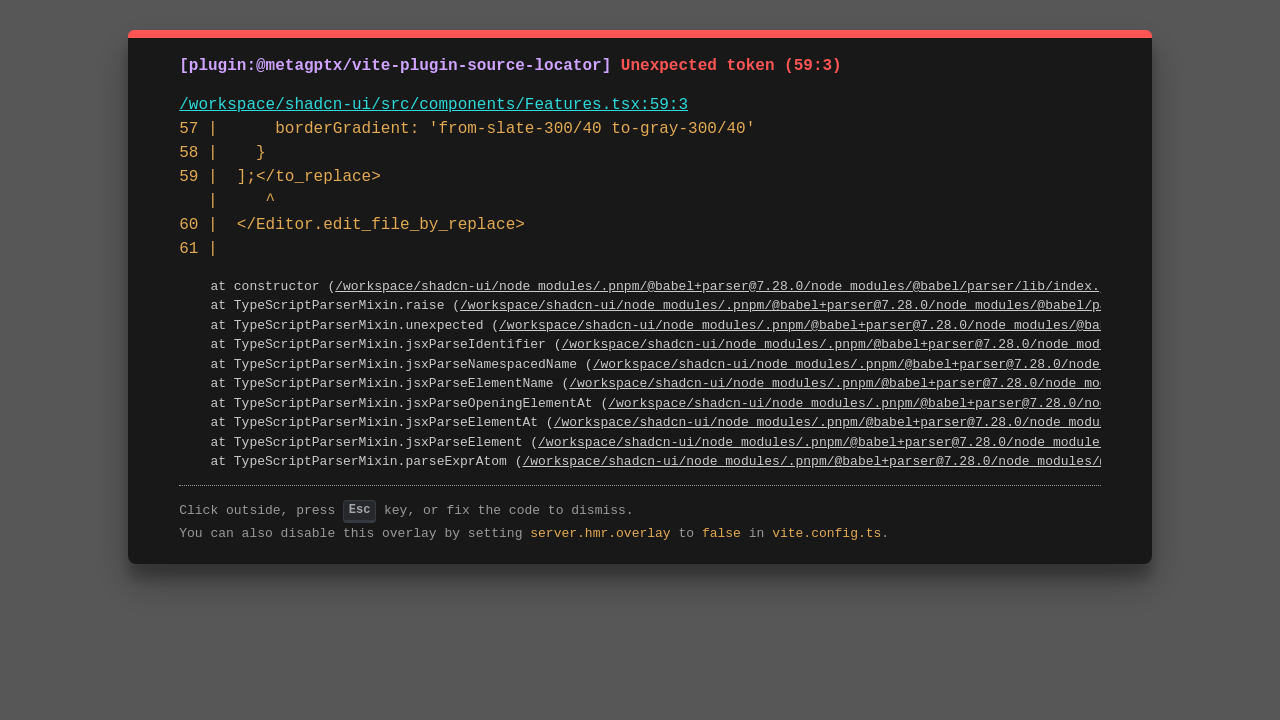 [plugin:@metagptx/vite-plugin-source-locator] Unexpected token (59:3)
/workspace/shadcn-ui/src/components/Features.tsx:59:3
57 |      borderGradient: 'from-slate-300/40 to-gray-300/40'
58 |    }
59 |  ];</to_replace>
   |     ^
60 |  </Editor.edit_file_by_replace>
61 |
at constructor (/workspace/shadcn-ui/node_modules/.pnpm/@babel+parser@7.28.0/node_modules/@babel/parser/lib/index.
at TypeScriptParserMixin.raise (/workspace/shadcn-ui/node_modules/.pnpm/@babel+parser@7.28.0/node_modules/@babel/p
at TypeScriptParserMixin.unexpected (/workspace/shadcn-ui/node_modules/.pnpm/@babel+parser@7.28.0/node_modules/@ba
at TypeScriptParserMixin.jsxParseIdentifier (/workspace/shadcn-ui/node_modules/.pnpm/@babel+parser@7.28.0/node_mod
at TypeScriptParserMixin.jsxParseNamespacedName (/workspace/shadcn-ui/node_modules/.pnpm/@babel+parser@7.28.0/node
at TypeScriptParserMixin.jsxParseElementName (/workspace/shadcn-ui/node_modules/.pnpm/@babel+parser@7.28.0/node_mo
at TypeScriptParserMixin.jsxParseOpeningElementAt (/workspace/shadcn-ui/node_modules/.pnpm/@babel+parser@7.28.0/no
at TypeScriptParserMixin.jsxParseElementAt (/workspace/shadcn-ui/node_modules/.pnpm/@babel+parser@7.28.0/node_modu
at TypeScriptParserMixin.jsxParseElement (/workspace/shadcn-ui/node_modules/.pnpm/@babel+parser@7.28.0/node_module
at TypeScriptParserMixin.parseExprAtom (/workspace/shadcn-ui/node_modules/.pnpm/@babel+parser@7.28.0/node_modules/
Click outside, press Esc key, or fix the code to dismiss.
You can also disable this overlay by setting server.hmr.overlay to false in vite.config.ts.